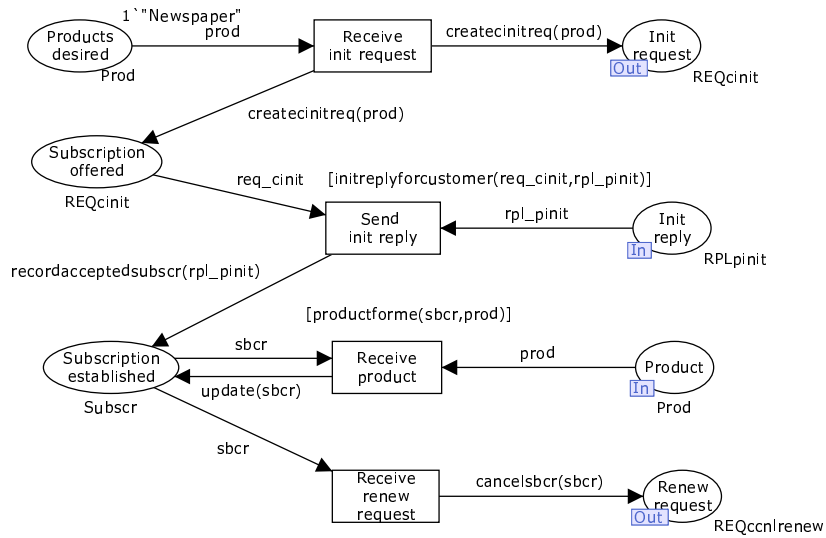 1`"Newspaper"
Products
desired
Prod
prod
Receive
init request
createcinitreq(prod)
Init
request
Out
REQcinit
createcinitreq(prod)
Subscription
offered
REQcinit
req_cinit
[initreplyforcustomer(req_cinit,rpl_pinit)]
Send
init reply
rpl_pinit
Init
reply
In
RPLpinit
recordacceptedsubscr(rpl_pinit)
[productforme(sbcr,prod)]
Subscription
established
Subscr
sbcr
update(sbcr)
Receive
product
prod
Product
In
Prod
sbcr
Receive
renew
request
cancelsbcr(sbcr)
Renew
request
Out
REQccnlrenew